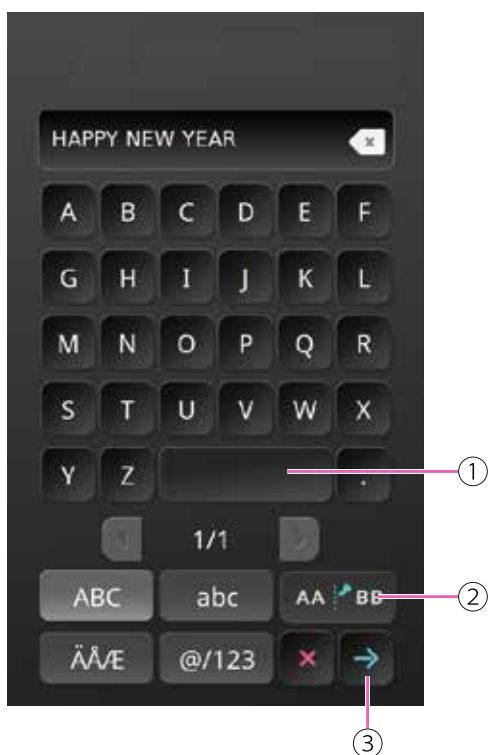 HAPPY NEW YEAR
A B C D E F
G H I J K L
M N O P Q R
S T U V W X
Y Z . ①
1/1
ABC abc AA BB ②
ÄÅÆ @/123
③